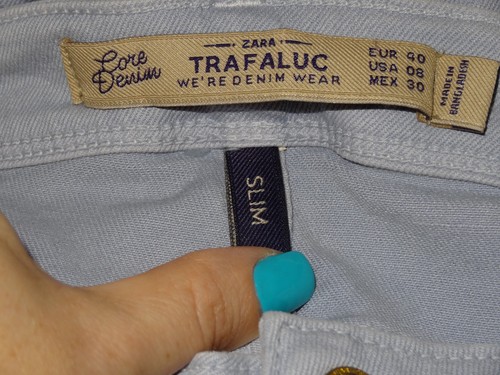 Core Denim
ZARA
TRAFALUC
WE'RE DENIM WEAR
EUR 40
USA 08
MEX 30
MADE IN
BANGLADESH
SLIM